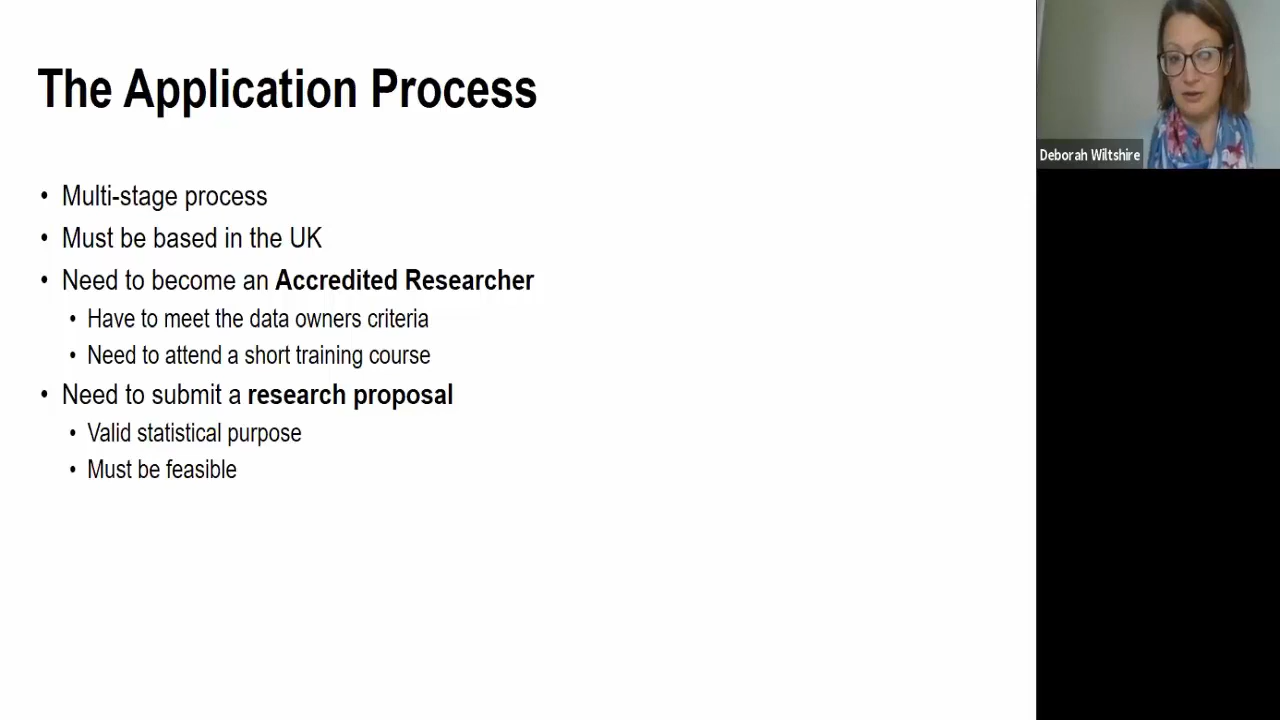 The Application Process
• Multi-stage process
• Must be based in the UK
• Need to become an Accredited Researcher
• Have to meet the data owners criteria
• Need to attend a short training course
• Need to submit a research proposal
• Valid statistical purpose
• Must be feasible
Deborah Wiltshire